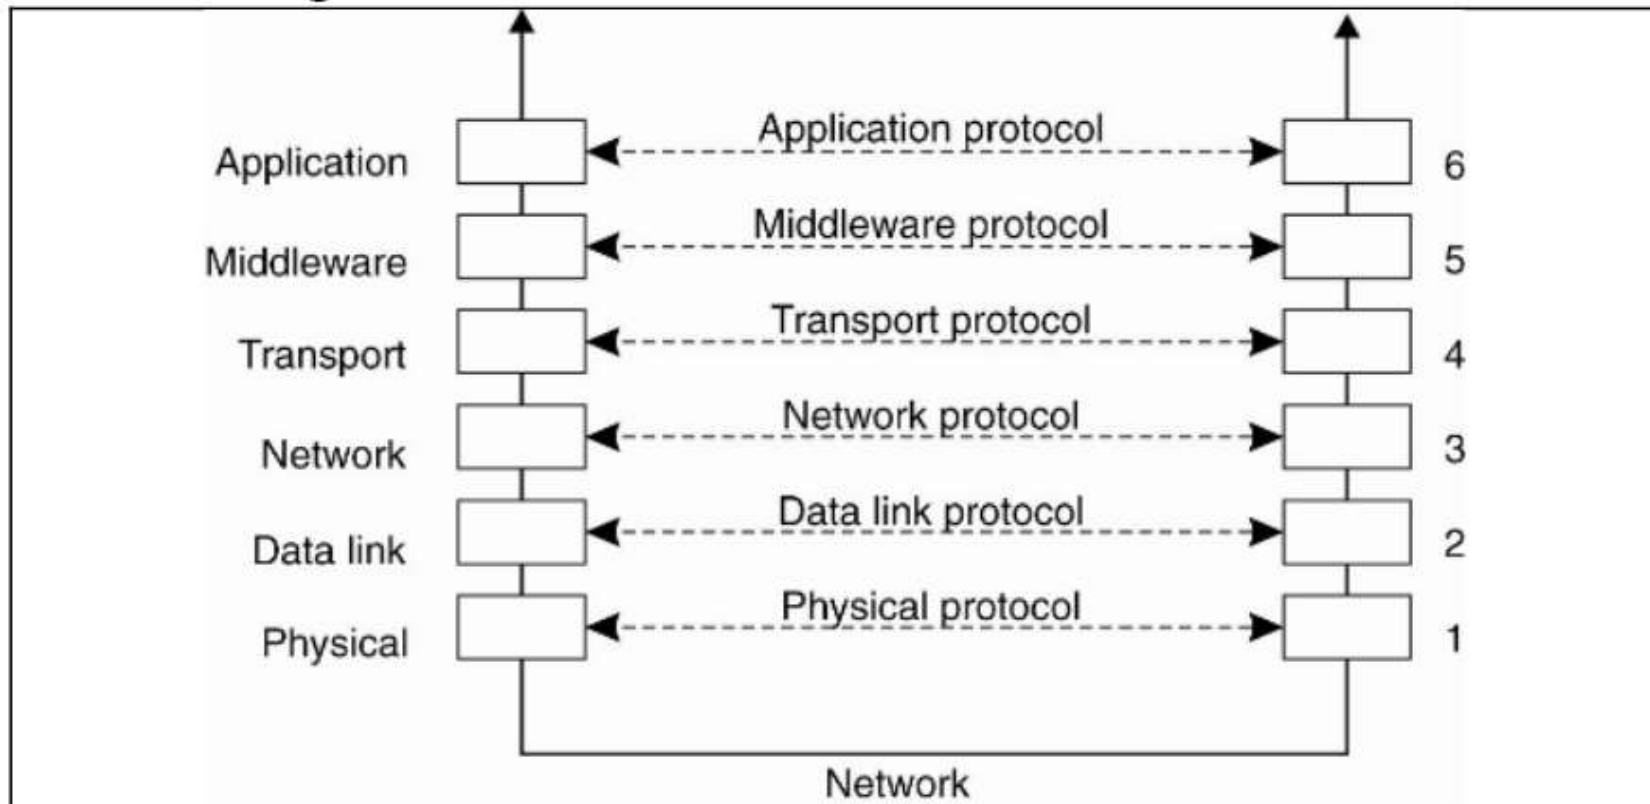 Application protocol
Application
6
Middleware protocol
Middleware
5
Transport protocol
Transport
4
Network protocol
Network
3
Data link protocol
Data link
2
Physical protocol
Physical
1
Network